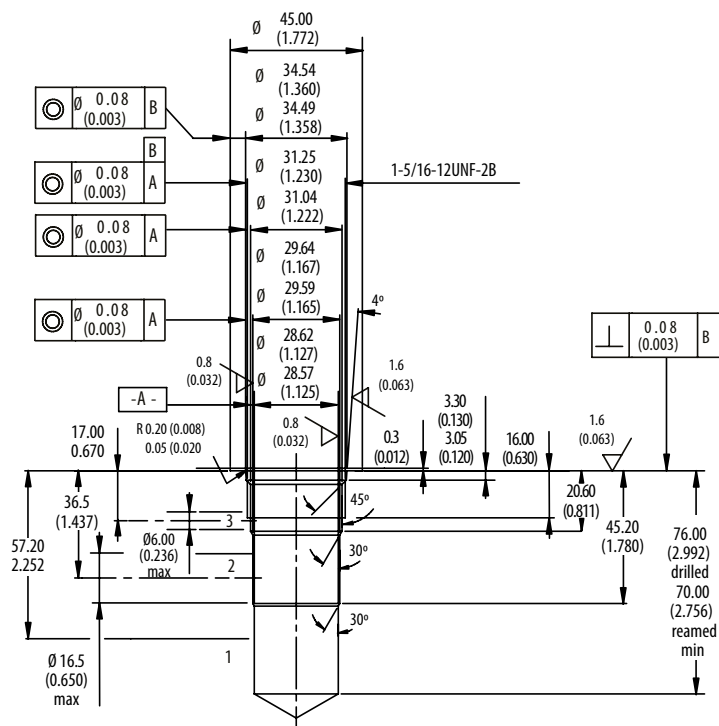 Ø 45.00
(1.772)
Ø 34.54
(1.360)
Ø 34.49
(1.358)
Ø 0.08 B
(0.003)
B
Ø 31.25
(1.230)
1-5/16-12UNF-2B
Ø 0.08 A
(0.003)
Ø 31.04
(1.222)
Ø 0.08 A
(0.003)
Ø 29.64
(1.167)
Ø 29.59
(1.165)
4º
Ø 0.08 A
(0.003)
0.08 B
(0.003)
Ø 28.62
(1.127)
0.8
(0.032)
1.6
(0.063)
Ø 28.57
(1.125)
-A -
3.30
(0.130)
3.05
(0.120)
R 0.20 (0.008)
0.05 (0.020
0.8
(0.032)
0.3
(0.012)
16.00
(0.630)
1.6
(0.063)
17.00
0.670
20.60
(0.811)
36.5
(1.437)
45º
45.20
(1.780)
3
Ø6.00
(0.236)
max
57.20
2.252
2
30º
76.00
(2.992)
drilled
70.00
(2.756)
reamed
min
30º
1
Ø 16.5
(0.650)
max